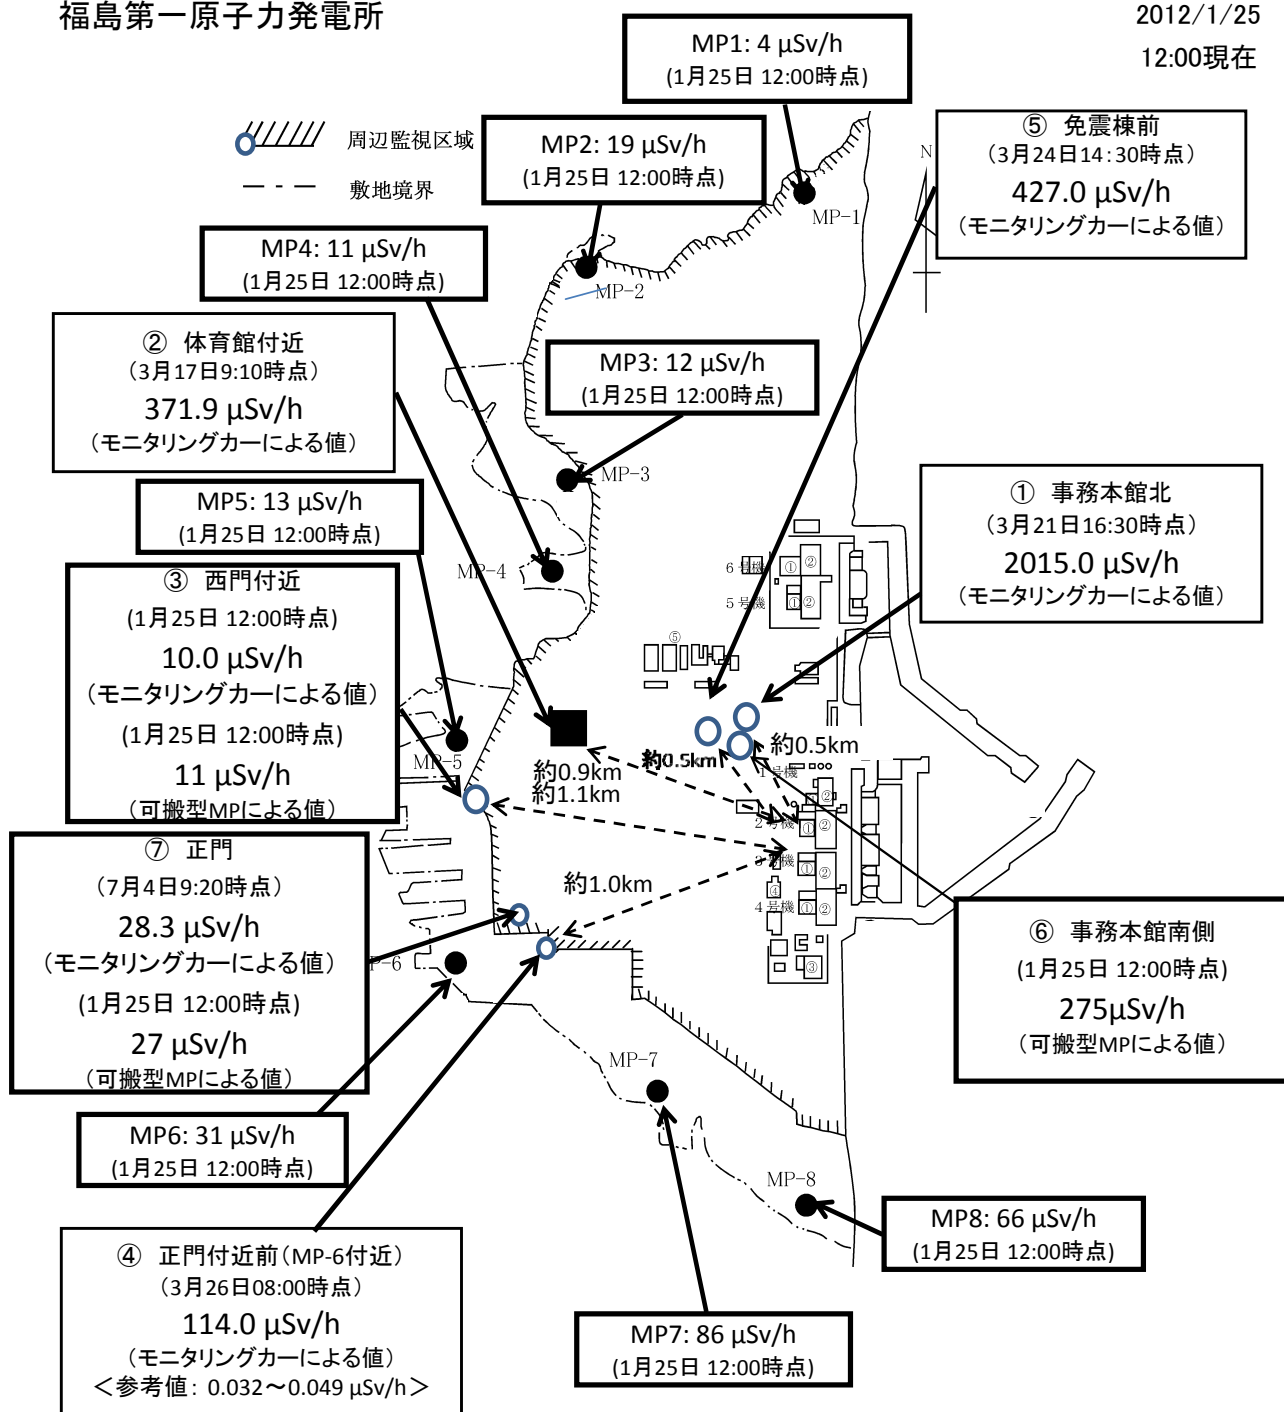 福島第一原子力発電所
2012/1/25
12:00現在
周辺監視区域
敷地境界
MP1: 4 μSv/h
(1月25日 12:00時点)
MP2: 19 μSv/h
(1月25日 12:00時点)
⑤ 免震棟前
(3月24日14:30時点)
427.0 μSv/h
(モニタリングカーによる値)
N
MP-1
MP4: 11 μSv/h
(1月25日 12:00時点)
MP-2
② 体育館付近
(3月17日9:10時点)
371.9 μSv/h
(モニタリングカーによる値)
MP3: 12 μSv/h
(1月25日 12:00時点)
MP-3
① 事務本館北
(3月21日16:30時点)
2015.0 μSv/h
(モニタリングカーによる値)
MP5: 13 μSv/h
(1月25日 12:00時点)
MP-4
6号機
① ②
5号機
① ②
③ 西門付近
(1月25日 12:00時点)
10.0 μSv/h
(モニタリングカーによる値)
(1月25日 12:00時点)
11 μSv/h
(可搬型MPによる値)
⑤
MP-5
約0.9km
約1.1km
約0.5km
約0.5km
1号機
②
2号機
① ②
3号機
① ②
④
4号機
① ②
③
約1.0km
⑦ 正門
(7月4日9:20時点)
28.3 μSv/h
(モニタリングカーによる値)
(1月25日 12:00時点)
27 μSv/h
(可搬型MPによる値)
P-6
⑥ 事務本館南側
(1月25日 12:00時点)
275μSv/h
(可搬型MPによる値)
MP-7
MP6: 31 μSv/h
(1月25日 12:00時点)
MP-8
MP8: 66 μSv/h
(1月25日 12:00時点)
④ 正門付近前(MP-6付近)
(3月26日08:00時点)
114.0 μSv/h
(モニタリングカーによる値)
<参考値: 0.032~0.049 μSv/h>
MP7: 86 μSv/h
(1月25日 12:00時点)